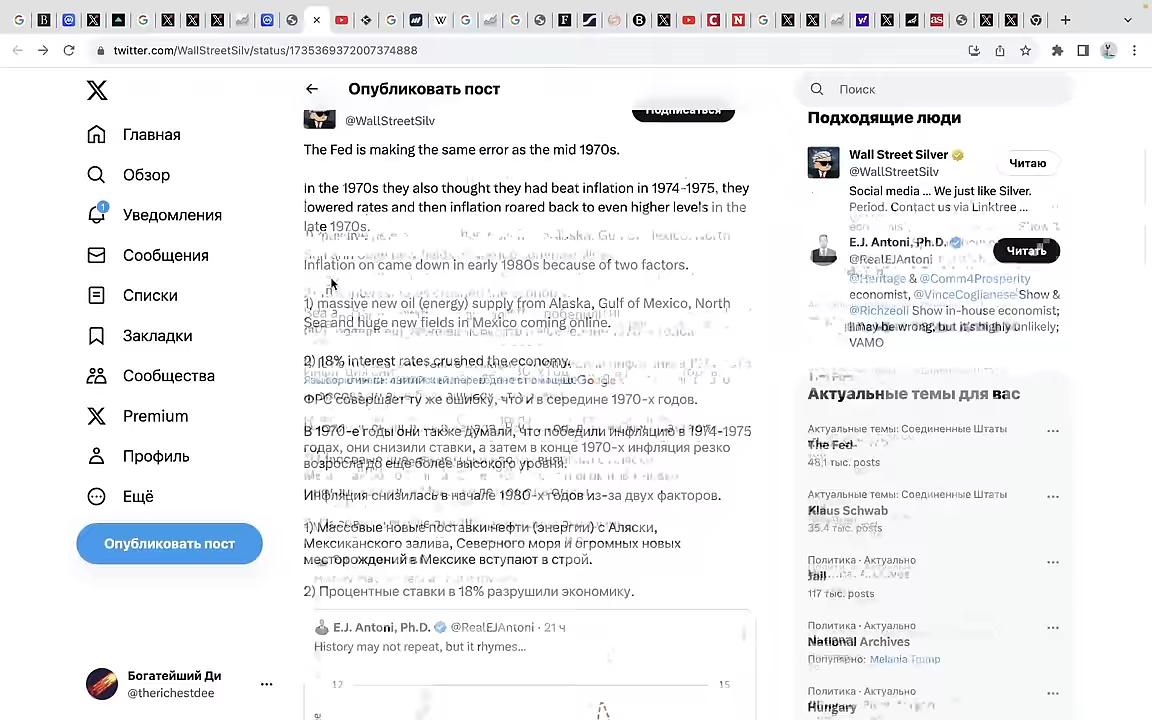 twitter.com/WallStreetSilv/status/1735369372007374888
Главная
Обзор
1
Уведомления
Сообщения
Списки
Закладки
Сообщества
Premium
Профиль
Ещё
Опубликовать пост
Богатейший Ди
@therichestdee
Опубликовать пост
@WallStreetSilv
Подписаться
The Fed is making the same error as the mid 1970s.
In the 1970s they also thought they had beat inflation in 1974-1975, they
lowered rates and then inflation roared back to even higher levels in the
late 1970s.
Inflation on came down in early 1980s because of two factors.
1) massive new oil (energy) supply from Alaska, Gulf of Mexico, North
Sea and huge new fields in Mexico coming online.
2) 18% interest rates crushed the economy.
Google
ФРС совершает ту же ошибку, что и в середине 1970-х годов.
В 1970-е годы они также думали, что победили инфляцию в 1974-1975
годах, они снизили ставки, а затем в конце 1970-х инфляция резко
возросла до еще более высокого уровня.
Инфляция снизилась в начале 1980-х годов из-за двух факторов.
1) Массовые новые поставки нефти (энергии) с Аляски,
Мексиканского залива, Северного моря и огромных новых
месторождений в Мексике вступают в строй.
2) Процентные ставки в 18% разрушили экономику.
E.J. Antoni, Ph.D. @RealEJAntoni · 21 ч
History may not repeat, but it rhymes...
12
15
Поиск
Подходящие люди
Wall Street Silver
@WallStreetSilv
Читаю
Social media ... We just like Silver.
Period. Contact us via Linktree ...
E.J. Antoni, Ph.D.
@RealEJAntoni
Читать
@Heritage & @Comm4Prosperity
economist, @VinceCoglianese Show &
@Richzeoli Show in-house economist;
I may be wrong, but it's highly unlikely;
VAMO
Актуальные темы для вас
Актуальные темы: Соединенные Штаты
The Fed
48,1 тыс. posts
Актуальные темы: Соединенные Штаты
Klaus Schwab
35,4 тыс. posts
Политика · Актуально
Jail
117 тыс. posts
Политика · Актуально
National Archives
Популярно: Melania Trump
Политика · Актуально
Hungary